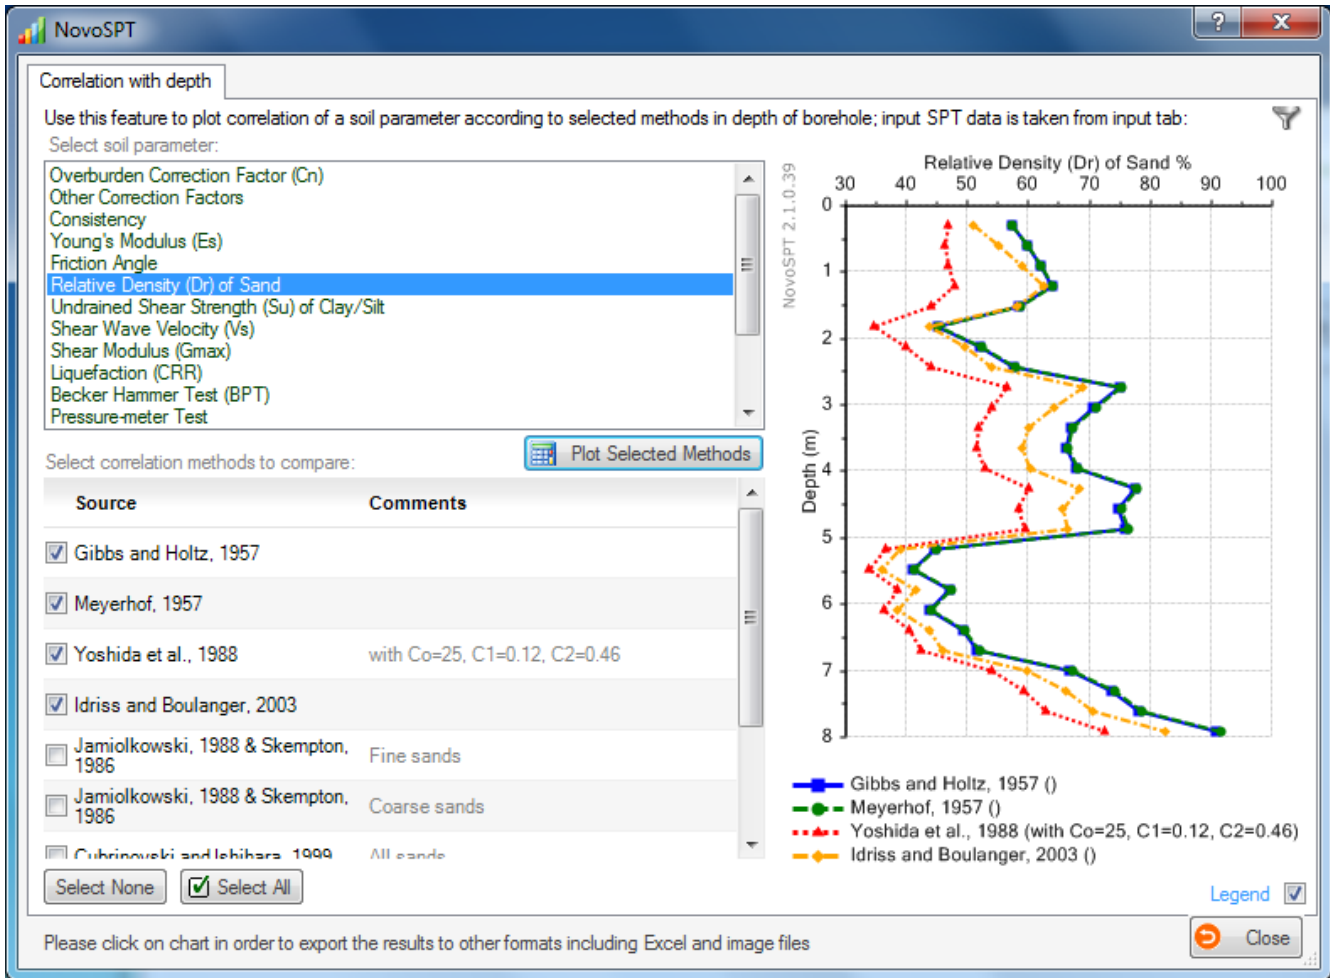 NovoSPT
Correlation with depth
Use this feature to plot correlation of a soil parameter according to selected methods in depth of borehole; input SPT data is taken from input tab:
Select soil parameter:
Overburden Correction Factor (Cn)
Other Correction Factors
Consistency
Young's Modulus (Es)
Friction Angle
Relative Density (Dr) of Sand
Undrained Shear Strength (Su) of Clay/Silt
Shear Wave Velocity (Vs)
Shear Modulus (Gmax)
Liquefaction (CRR)
Becker Hammer Test (BPT)
Pressure-meter Test
Plot Selected Methods
Select correlation methods to compare:
Source Comments
Gibbs and Holtz, 1957
Meyerhof, 1957
Yoshida et al., 1988 with Co=25, C1=0.12, C2=0.46
Idriss and Boulanger, 2003
Jamiolkowski, 1988 & Skempton,
1986
Fine sands
Jamiolkowski, 1988 & Skempton,
1986
Coarse sands
Cubrinovski and Ishihara, 1999 All sands
Select None
Select All
NovoSPT 2.1.0.39
Relative Density (Dr) of Sand %
30 40 50 60 70 80 90 100
0
1
2
3
4
5
6
7
8
Depth (m)
Gibbs and Holtz, 1957 ()
Meyerhof, 1957 ()
Yoshida et al., 1988 (with Co=25, C1=0.12, C2=0.46)
Idriss and Boulanger, 2003 ()
Legend
Please click on chart in order to export the results to other formats including Excel and image files
Close